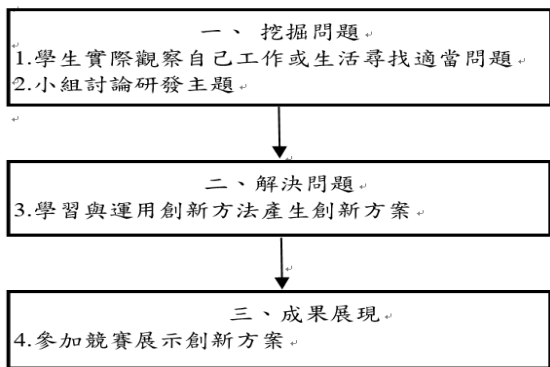 一、 挖掘問題
1.學生實際觀察自己工作或生活尋找適當問題
2.小組討論研發主題
二、解決問題
3.學習與運用創新方法產生創新方案
三、成果展現
4.參加競賽展示創新方案